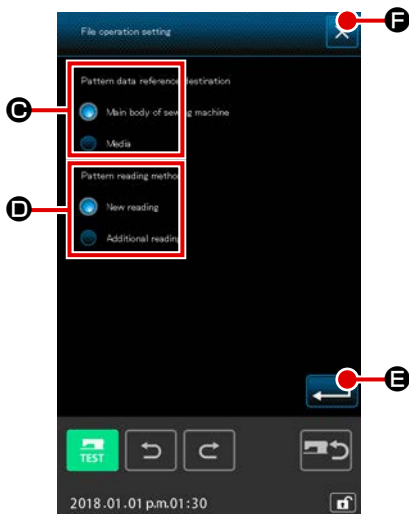 File operation setting
F
Pattern data reference destination
C
Main body of sewing machine
Media
Pattern reading method
D
New reading
Additional reading
E
TEST
2018.01.01 p.m.01:30